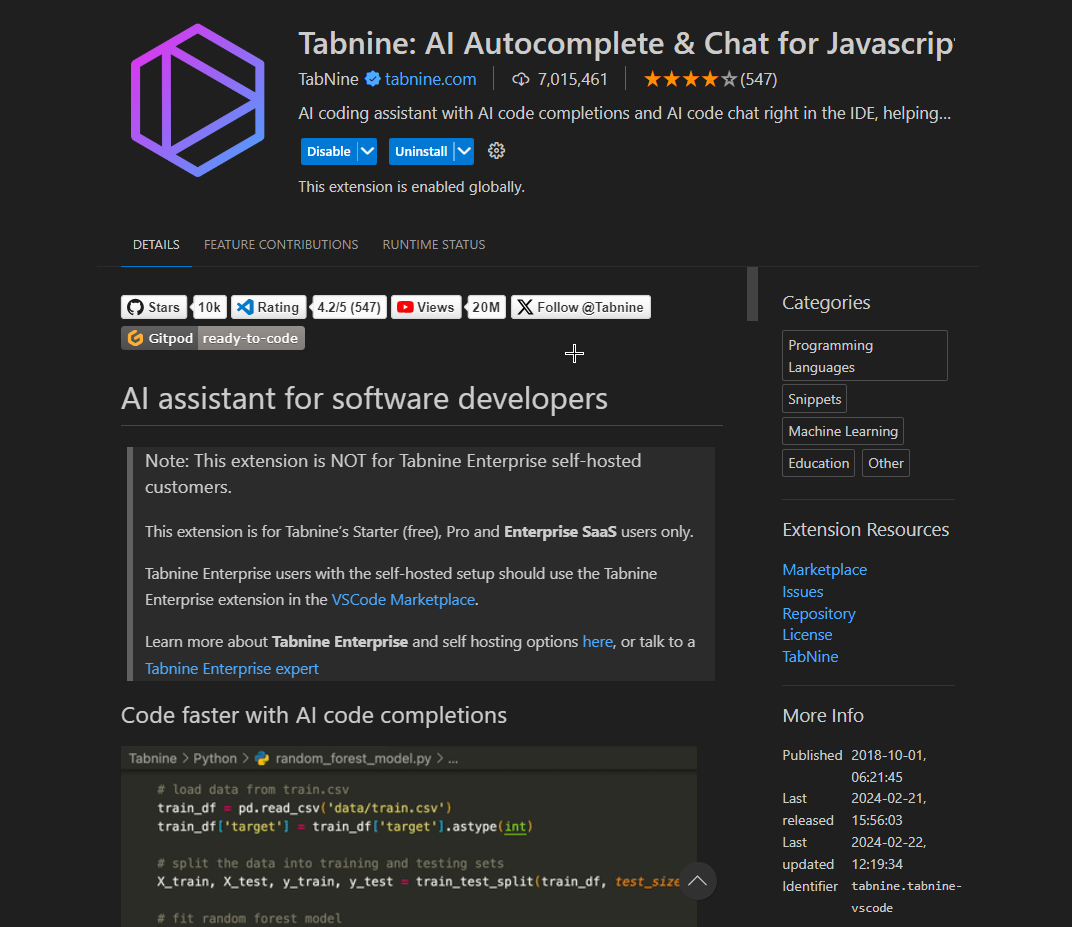 Tabnine: AI Autocomplete & Chat for Javascrip
TabNine tabnine.com 7,015,461 (547)
AI coding assistant with AI code completions and AI code chat right in the IDE, helping...
Disable Uninstall
This extension is enabled globally.
DETAILS FEATURE CONTRIBUTIONS RUNTIME STATUS
Stars 10k Rating 4.2/5 (547) Views 20M Follow @Tabnine
Gitpod ready-to-code
AI assistant for software developers
Note: This extension is NOT for Tabnine Enterprise self-hosted
customers.
This extension is for Tabnine’s Starter (free), Pro and Enterprise SaaS users only.
Tabnine Enterprise users with the self-hosted setup should use the Tabnine
Enterprise extension in the VSCode Marketplace.
Learn more about Tabnine Enterprise and self hosting options here, or talk to a
Tabnine Enterprise expert
Code faster with AI code completions
Tabnine > Python > random_forest_model.py > ...
# load data from train.csv
train_df = pd.read_csv('data/train.csv')
train_df['target'] = train_df['target'].astype(int)
# split the data into training and testing sets
X_train, X_test, y_train, y_test = train_test_split(train_df, test_size
# fit random forest model
Categories
Programming
Languages
Snippets
Machine Learning
Education Other
Extension Resources
Marketplace
Issues
Repository
License
TabNine
More Info
Published 2018-10-01,
06:21:45
Last 2024-02-21,
released 15:56:03
Last 2024-02-22,
updated 12:19:34
Identifier tabnine.tabnine-
vscode